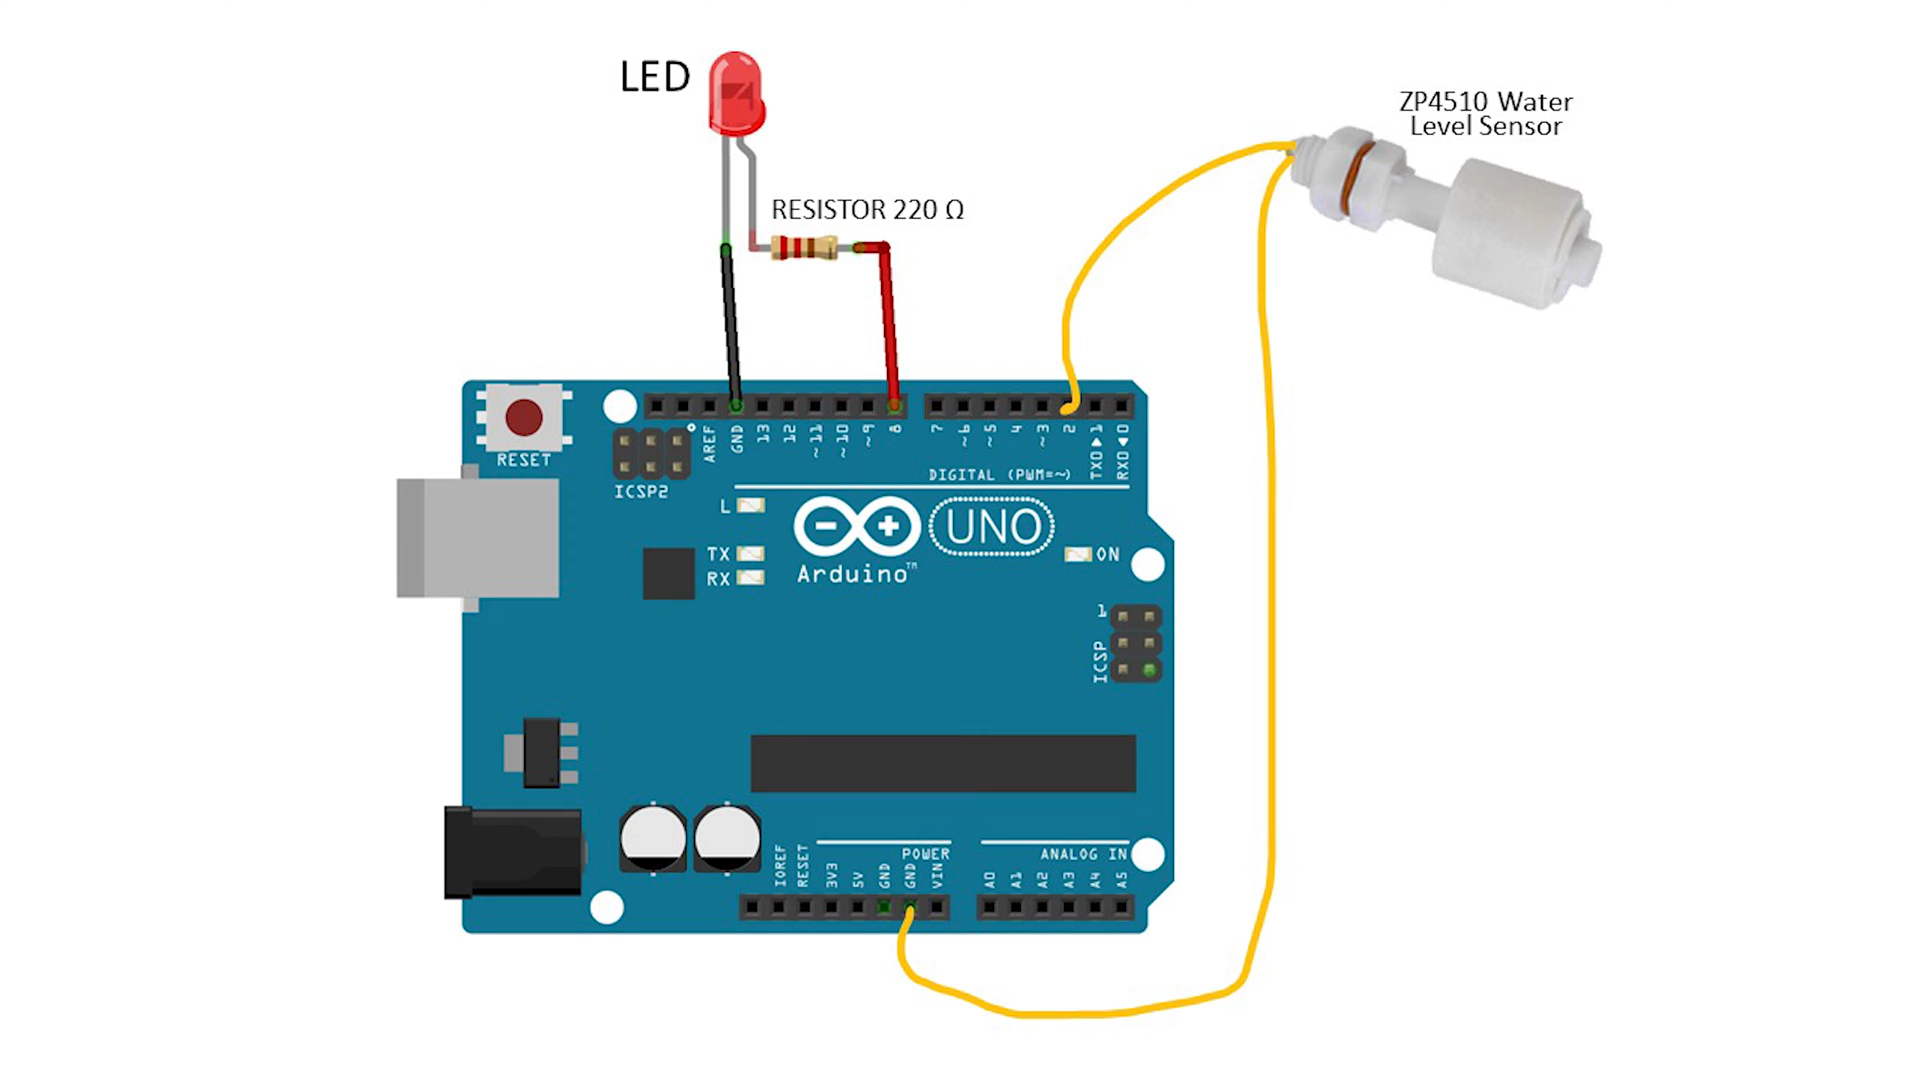 LED
ZP4510 Water
Level Sensor
RESISTOR 220 Ω
RESET
ICSP2
AREF
GND
13
12
~11
~10
~9
8
7
~6
~5
4
~3
2
TX0▶1
RX0◀0
DIGITAL (PWM=~)
L
TX
RX
UNO
Arduino™
ON
1
ICSP
IOREF
RESET
3V3
5V
GND
GND
VIN
POWER
ANALOG IN
A0
A1
A2
A3
A4
A5